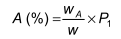 A (%) = w_A / w × P_1